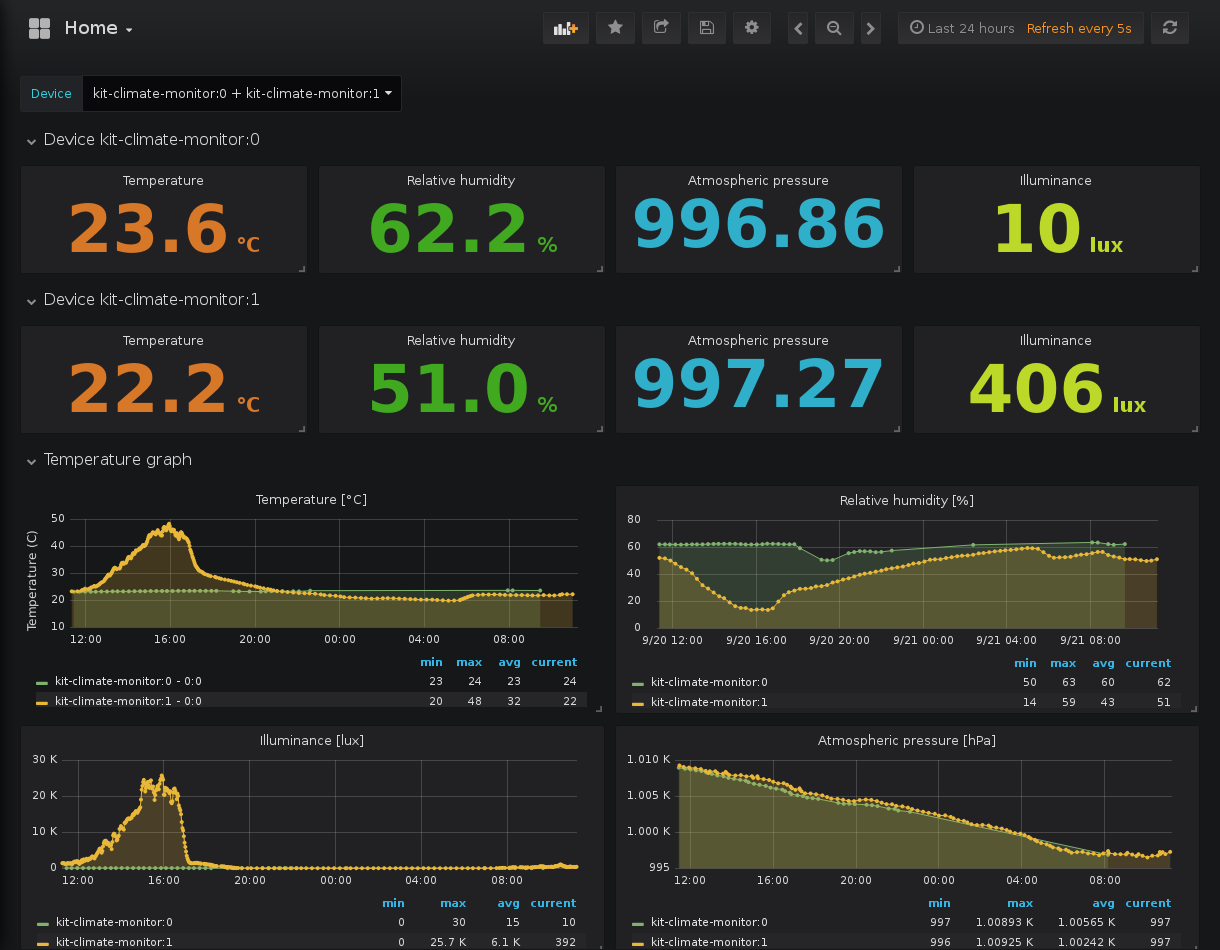 Home
Last 24 hours Refresh every 5s
Device kit-climate-monitor:0 + kit-climate-monitor:1
Device kit-climate-monitor:0
Temperature Relative humidity Atmospheric pressure Illuminance
23.6 °C 62.2 % 996.86 10 lux
Device kit-climate-monitor:1
Temperature Relative humidity Atmospheric pressure Illuminance
22.2 °C 51.0 % 997.27 406 lux
Temperature graph
Temperature [°C]
Temperature (C)
50
40
30
20
10
12:00 16:00 20:00 00:00 04:00 08:00
min max avg current
kit-climate-monitor:0 - 0:0 23 24 23 24
kit-climate-monitor:1 - 0:0 20 48 32 22
Relative humidity [%]
80
60
40
20
0
9/20 12:00 9/20 16:00 9/20 20:00 9/21 00:00 9/21 04:00 9/21 08:00
min max avg current
kit-climate-monitor:0 50 63 60 62
kit-climate-monitor:1 14 59 43 51
Illuminance [lux]
30 K
20 K
10 K
0
12:00 16:00 20:00 00:00 04:00 08:00
min max avg current
kit-climate-monitor:0 0 30 15 10
kit-climate-monitor:1 0 25.7 K 6.1 K 392
Atmospheric pressure [hPa]
1.010 K
1.005 K
1.000 K
995
12:00 16:00 20:00 00:00 04:00 08:00
min max avg current
kit-climate-monitor:0 997 1.00893 K 1.00565 K 997
kit-climate-monitor:1 996 1.00925 K 1.00242 K 997